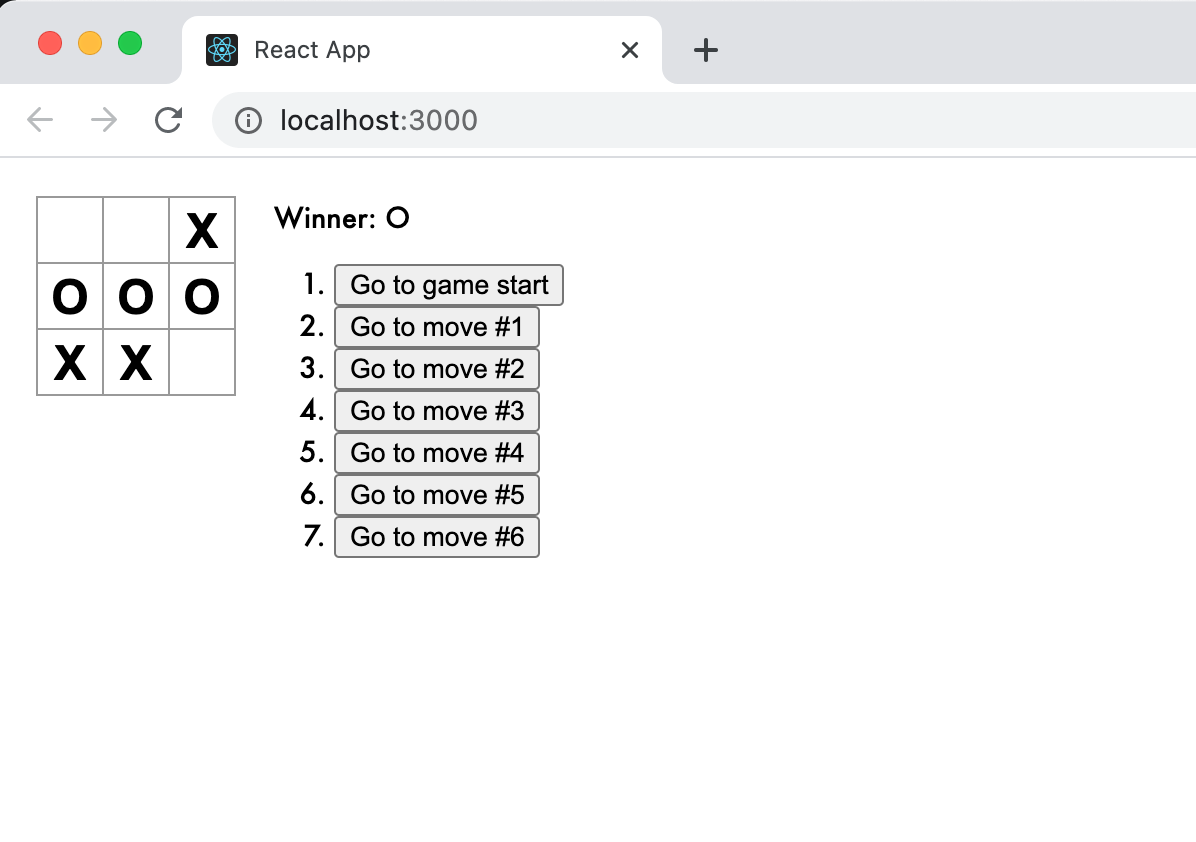 React App
localhost:3000
X
O O O
X X
Winner: O
1. Go to game start
2. Go to move #1
3. Go to move #2
4. Go to move #3
5. Go to move #4
6. Go to move #5
7. Go to move #6